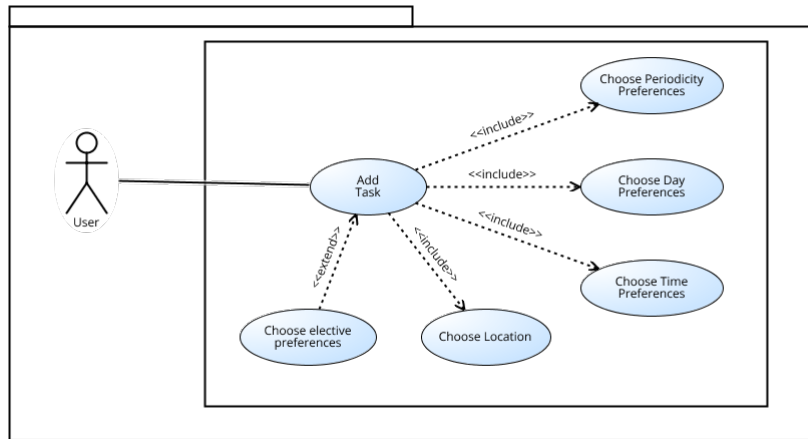 Choose Periodicity
Preferences
<<include>>
Add
Task
<<include>>
Choose Day
Preferences
User
<<include>>
<<extend>>
<<include>>
Choose Time
Preferences
Choose elective
preferences
Choose Location